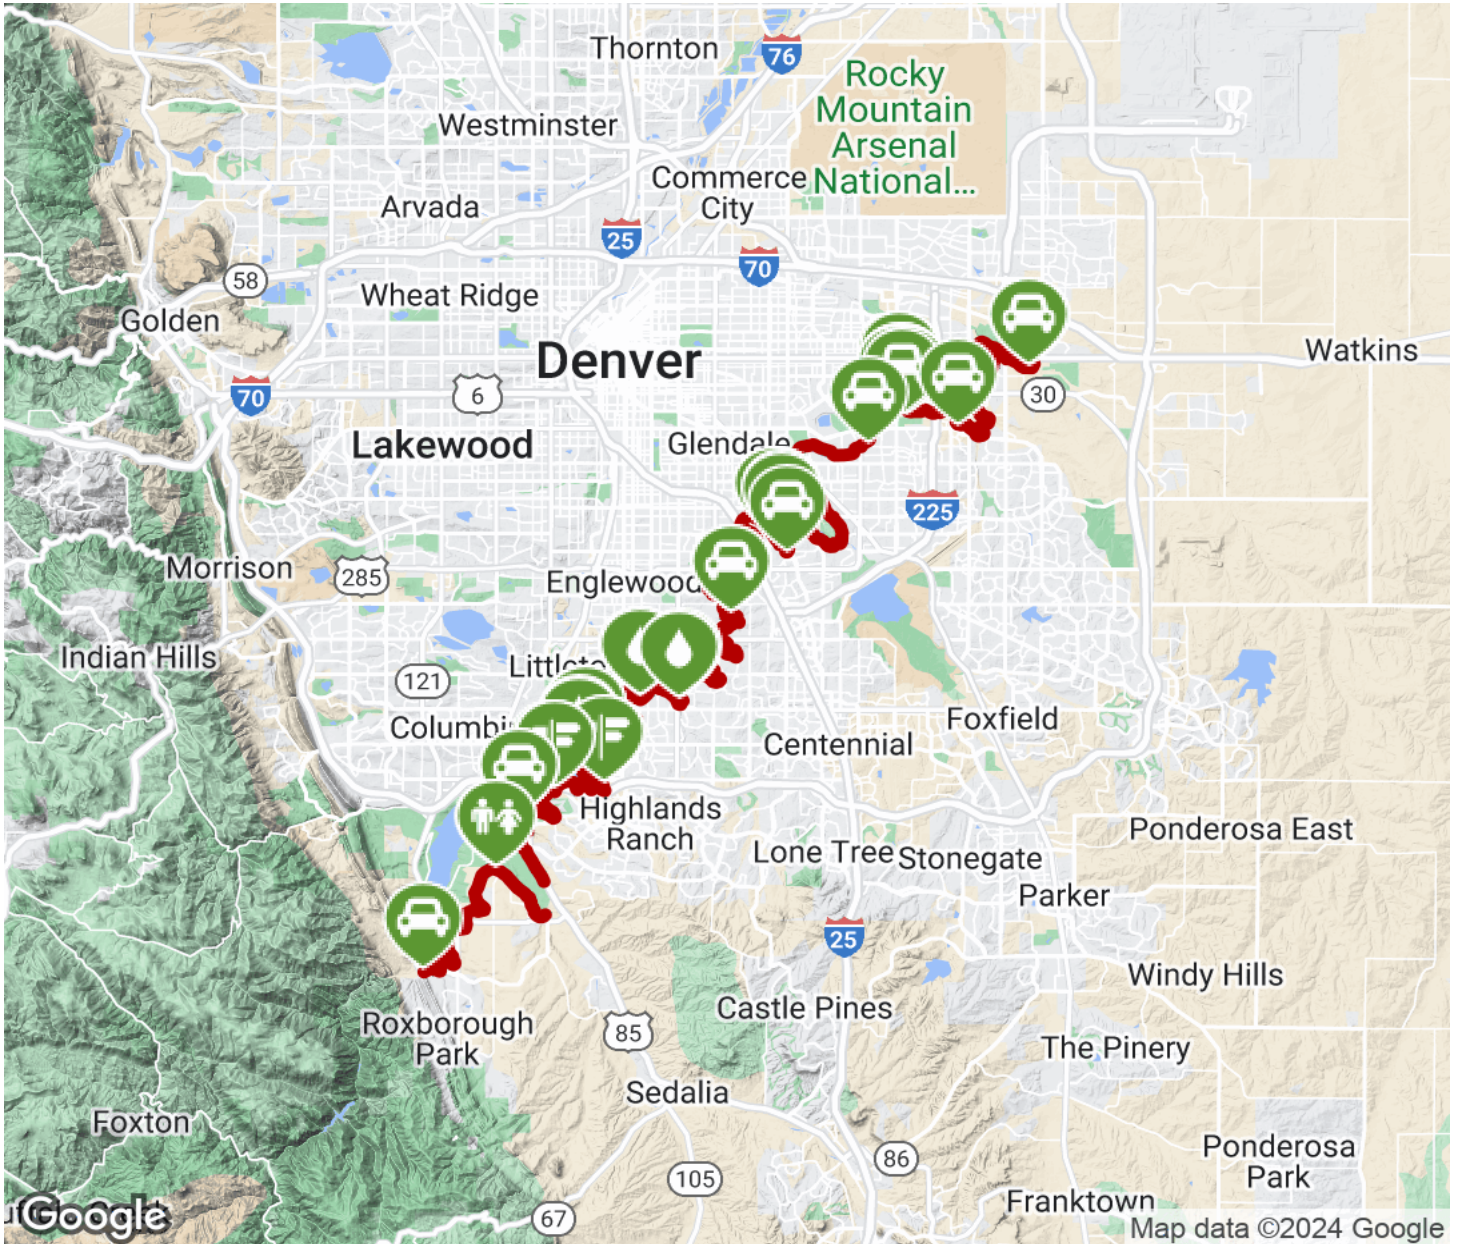 Thornton
76
Rocky
Mountain
Arsenal
National...
Westminster
Commerce
City
Arvada
25
70
58
Wheat Ridge
Golden
Denver
Watkins
70
6
30
Lakewood
Glendale
225
Morrison
285
Englewood
Indian Hills
121
Foxfield
Centennial
Highlands
Ranch
Ponderosa East
Lone Tree
Stonegate
Parker
25
Windy Hills
Castle Pines
Roxborough
Park
85
The Pinery
Sedalia
Foxton
86
Ponderosa
Park
105
Franktown
67
Google
Map data ©2024 Google